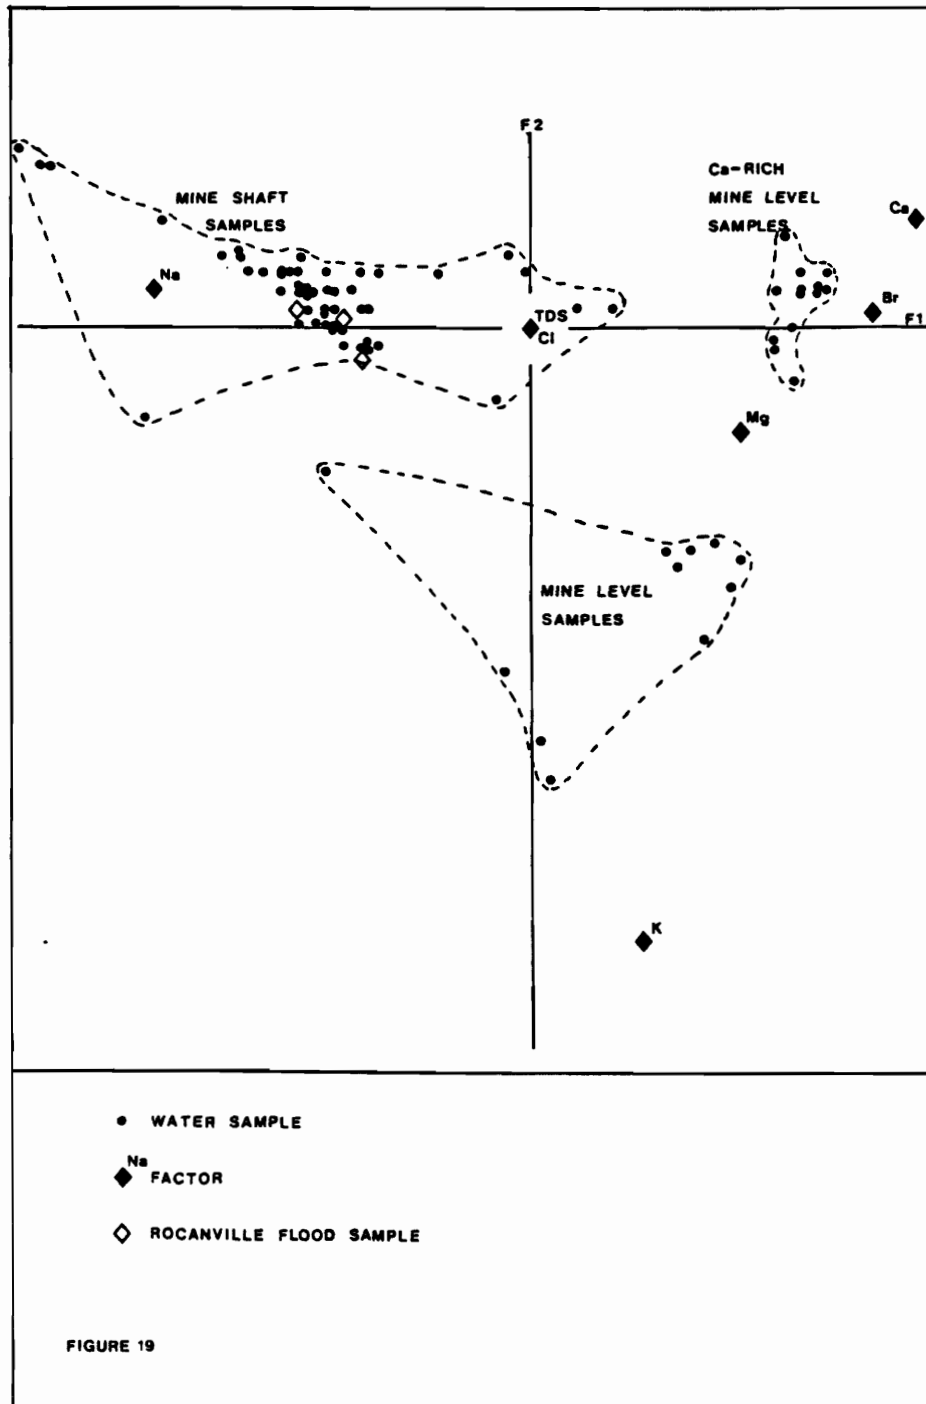 F2
Ca-RICH
MINE LEVEL
SAMPLES
MINE SHAFT
SAMPLES
Ca
Na
Br
TDS
F1
Cl
Mg
MINE LEVEL
SAMPLES
K
WATER SAMPLE
Na
FACTOR
ROCANVILLE FLOOD SAMPLE
FIGURE 19